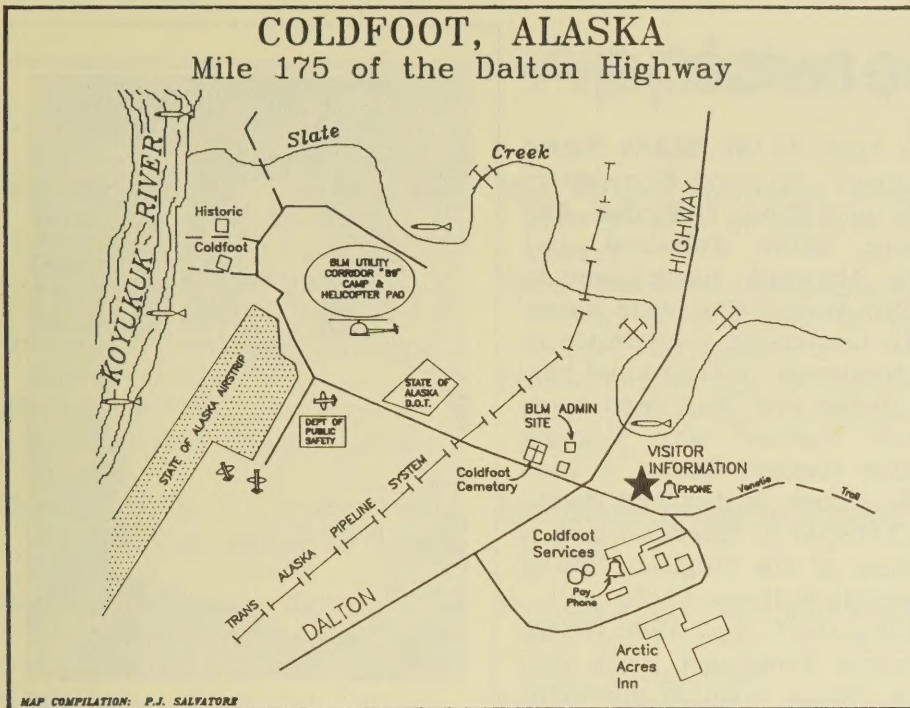 COLDFOOT, ALASKA
Mile 175 of the Dalton Highway
Slate Creek
KOYUKUK RIVER
HIGHWAY
Historic
Coldfoot
BLM UTILITY
CORRIDOR "89"
CAMP &
HELICOPTER PAD
STATE OF ALASKA AIRSTRIP
STATE OF
ALASKA
D.O.T.
DEPT OF
PUBLIC
SAFETY
BLM ADMIN
SITE
Coldfoot
Cemetary
VISITOR
INFORMATION
PHONE
Venetie Trail
TRANS ALASKA PIPELINE SYSTEM
Coldfoot
Services
Pay
Phone
DALTON
Arctic
Acres
Inn
MAP COMPILATION: P.J. SALVATORE